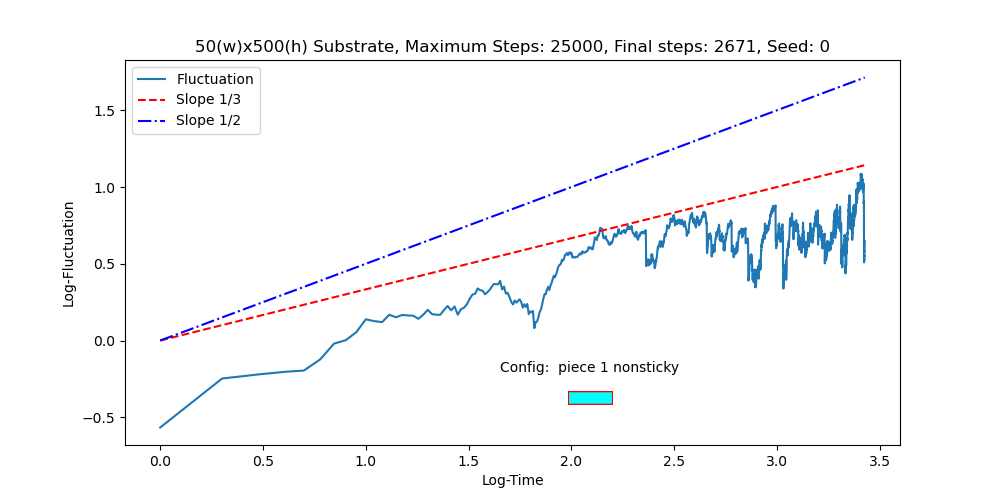 50(w)x500(h) Substrate, Maximum Steps: 25000, Final steps: 2671, Seed: 0
Fluctuation
Slope 1/3
Slope 1/2
1.5
1.0
0.5
0.0
−0.5
Log-Fluctuation
Config:  piece 1 nonsticky
0.0 0.5 1.0 1.5 2.0 2.5 3.0 3.5
Log-Time